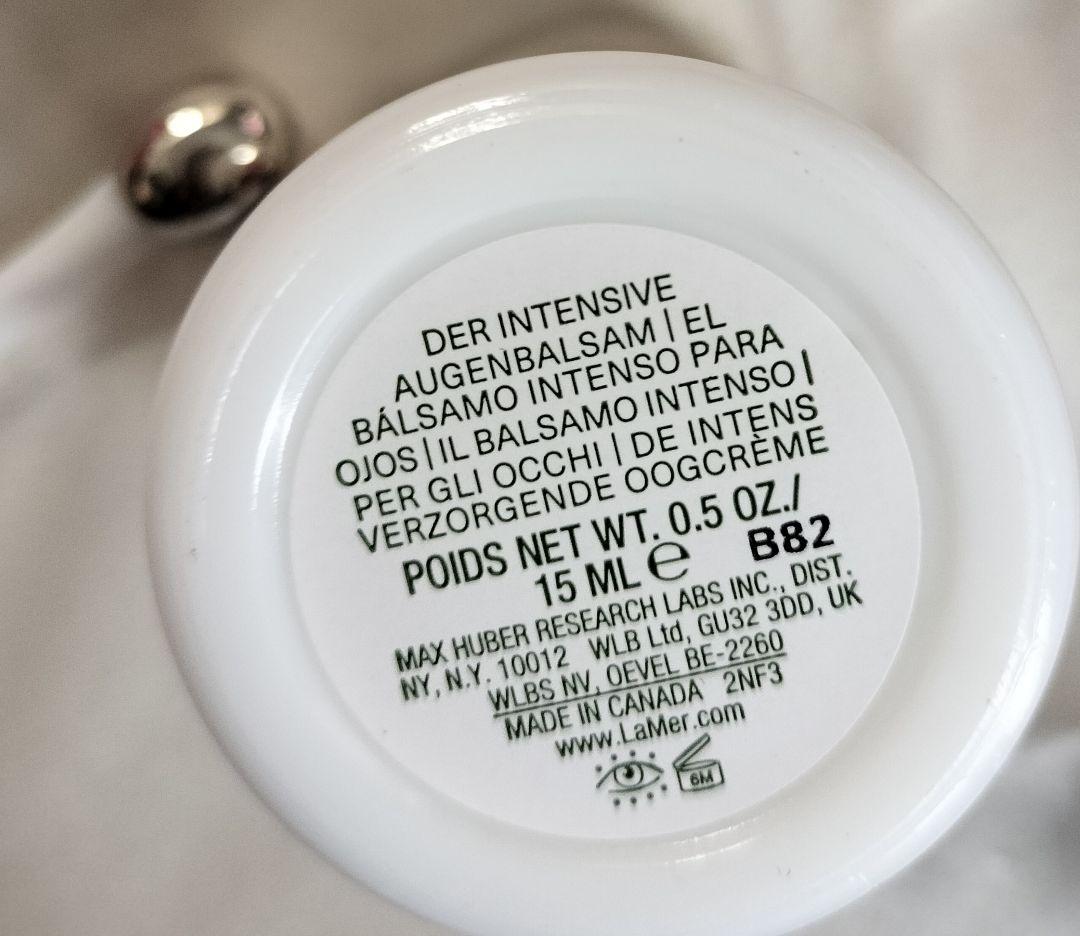 DER INTENSIVE
AUGENBALSAM | EL
BÁLSAMO INTENSO PARA
OJOS | IL BALSAMO INTENSO |
PER GLI OCCHI | DE INTENS
VERZORGENDE OOGCRÈME
POIDS NET WT. 0.5 OZ./
15 ML ℮ B82
MAX HUBER RESEARCH LABS INC., DIST.
NY, N.Y. 10012 WLB Ltd, GU32 3DD, UK
WLBS NV, OEVEL BE-2260
MADE IN CANADA 2NF3
www.LaMer.com
6M